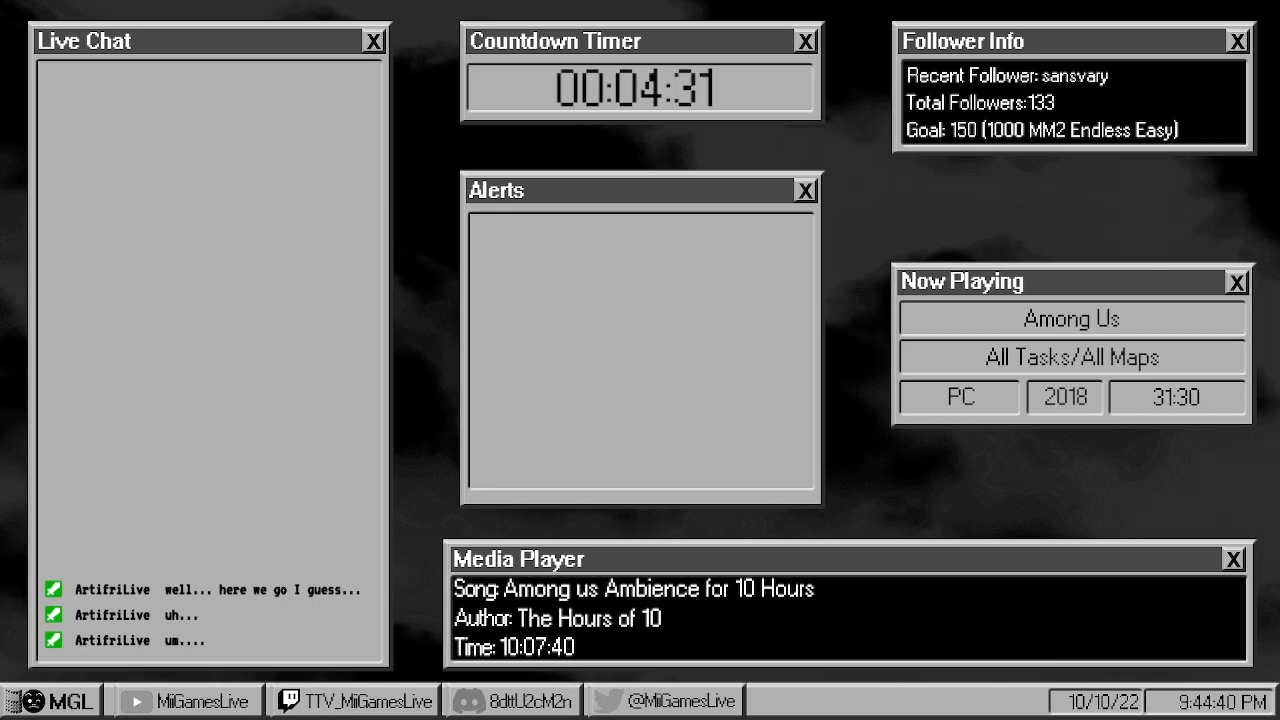 Live Chat X
ArtifriLive well... here we go I guess...
ArtifriLive uh...
ArtifriLive um....
Countdown Timer X
00:04:31
Alerts X
Follower Info X
Recent Follower: sansvary
Total Followers:133
Goal: 150 (1000 MM2 Endless Easy)
Now Playing X
Among Us
All Tasks/All Maps
PC 2018 31:30
Media Player X
Song: Among us Ambience for 10 Hours
Author: The Hours of 10
Time: 10:07:40
MGL MiiGamesLive TTV_MiiGamesLive 8dttU2cM2n @MiiGamesLive 10/10/22 9:44:40 PM